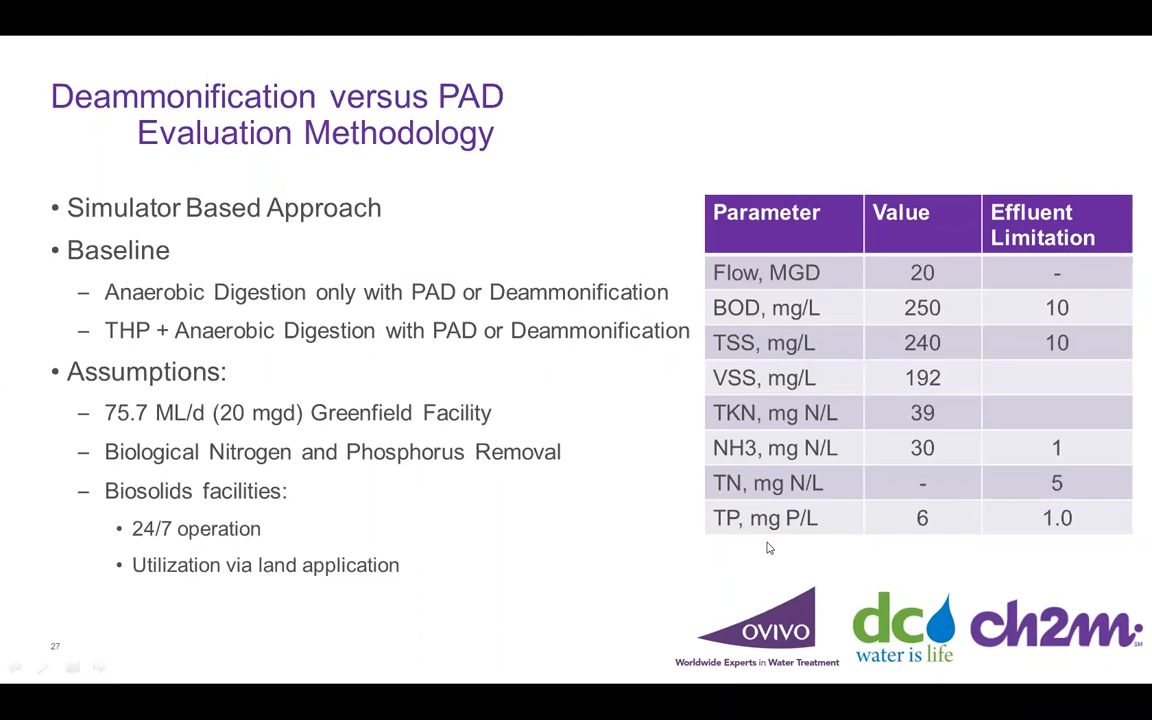 Deammonification versus PAD
Evaluation Methodology
• Simulator Based Approach
• Baseline
– Anaerobic Digestion only with PAD or Deammonification
– THP + Anaerobic Digestion with PAD or Deammonification
• Assumptions:
– 75.7 ML/d (20 mgd) Greenfield Facility
– Biological Nitrogen and Phosphorus Removal
– Biosolids facilities:
• 24/7 operation
• Utilization via land application
Parameter Value Effluent Limitation
Flow, MGD 20 -
BOD, mg/L 250 10
TSS, mg/L 240 10
VSS, mg/L 192
TKN, mg N/L 39
NH3, mg N/L 30 1
TN, mg N/L - 5
TP, mg P/L 6 1.0
OVIVO
Worldwide Experts in Water Treatment
dc
water is life
ch2m
SM
27